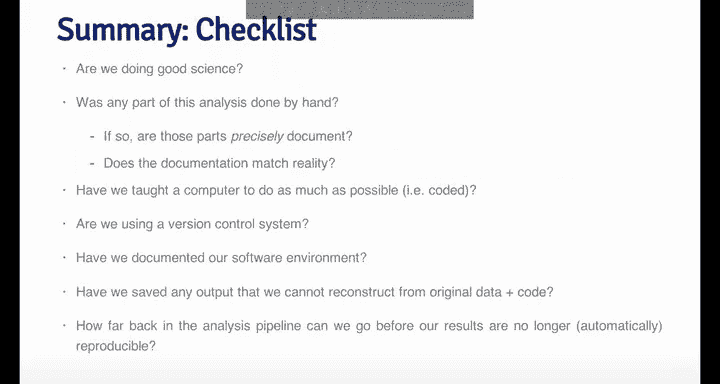 Summary: Checklist
· Are we doing good science?
· Was any part of this analysis done by hand?
- If so, are those parts precisely document?
- Does the documentation match reality?
· Have we taught a computer to do as much as possible (i.e. coded)?
· Are we using a version control system?
· Have we documented our software environment?
· Have we saved any output that we cannot reconstruct from original data + code?
· How far back in the analysis pipeline can we go before our results are no longer (automatically)
reproducible?